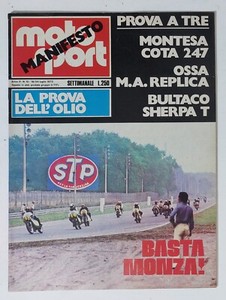 moto
sport
MANIFESTO
SETTIMANALE L.250
LA PROVA
DELL'OLIO
PROVA A TRE
MONTESA
COTA 247
OSSA
M.A. REPLICA
BULTACO
SHERPA T
STP
BASTA
MONZA!